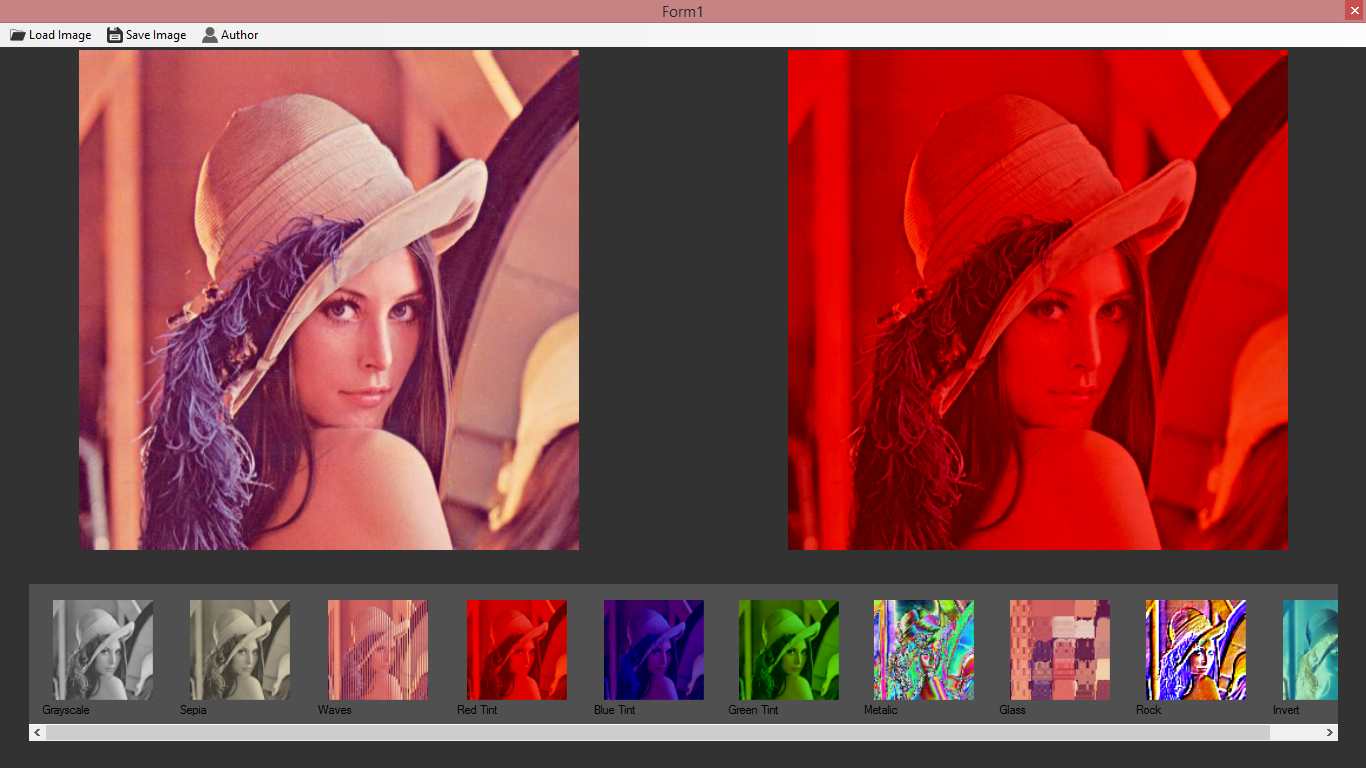 Form1
Load Image Save Image Author
Grayscale Sepia Waves Red Tint Blue Tint Green Tint Metalic Glass Rock Invert